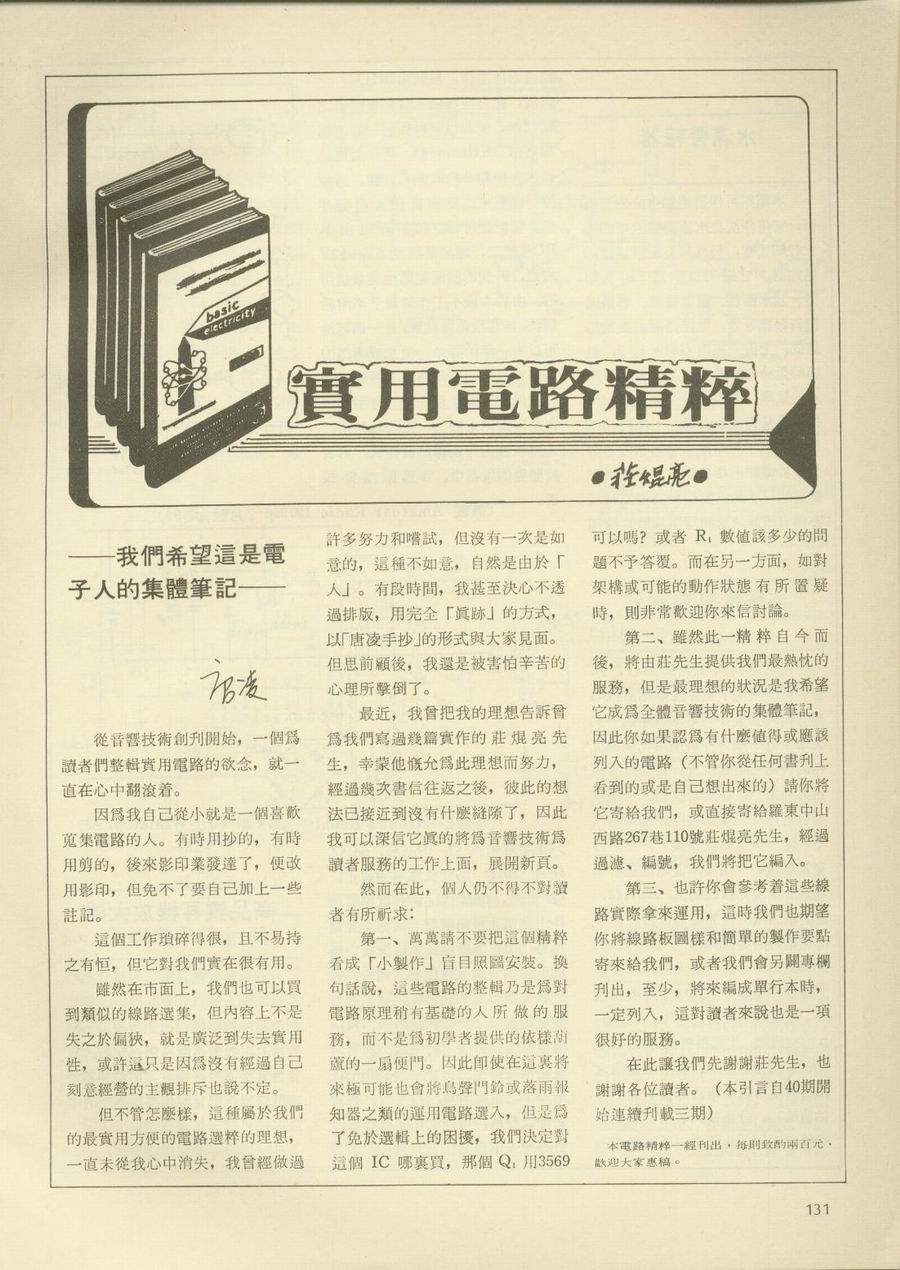 basic
electricity
實用電路精粹
●莊焜亮●
——我們希望這是電
子人的集體筆記——
唐凌
從音響技術創刋開始，一個爲
讀者們整輯實用電路的欲念，就一
直在心中翻滾着。
因爲我自己從小就是一個喜歡
蒐集電路的人。有時用抄的，有時
用剪的，後來影印業發達了，便改
用影印，但免不了要自己加上一些
註記。
這個工作瑣碎得很，且不易持
之有恒，但它對我們實在很有用。
雖然在市面上，我們也可以買
到類似的線路選集，但內容上不是
失之於偏狹，就是廣泛到失去實用
性，或許這只是因爲沒有經過自己
刻意經營的主觀排斥也說不定。
但不管怎麼樣，這種屬於我們
的最實用方便的電路選粹的理想，
一直未從我心中消失，我曾經做過
許多努力和嚐試，但沒有一次是如
意的，這種不如意，自然是由於「
人」。有段時間，我甚至決心不透
過排版，用完全「眞跡」的方式，
以「唐凌手抄」的形式與大家見面。
但思前顧後，我還是被害怕辛苦的
心理所擊倒了。
最近，我曾把我的理想告訴曾
爲我們寫過幾篇實作的莊焜亮先
生，幸蒙他慨允爲此理想而努力，
經過幾次書信往返之後，彼此的想
法已接近到沒有什麼縫隙了，因此
我可以深信它眞的將爲音響技術爲
讀者服務的工作上面，展開新頁。
然而在此，個人仍不得不對讀
者有所祈求：
第一、萬萬請不要把這個精粹
看成「小製作」盲目照圖安裝。換
句話說，這些電路的整輯乃是爲對
電路原理稍有基礎的人所做的服
務，而不是爲初學者提供的依樣葫
蘆的一扇便門。因此卽使在這裏將
來極可能也會將鳥聲門鈴或落雨報
知器之類的運用電路選入，但是爲
了免於選輯上的困擾，我們決定對
這個 IC 哪裏買，那個 Q₁ 用3569
可以嗎？或者 R₁ 數値該多少的問
題不予答覆。而在另一方面，如對
架構或可能的動作狀態有所置疑
時，則非常歡迎你來信討論。
第二、雖然此一精粹自今而
後，將由莊先生提供我們最熱忱的
服務，但是最理想的狀況是我希望
它成爲全體音響技術的集體筆記，
因此你如果認爲有什麼値得或應該
列入的電路（不管你從任何書刋上
看到的或是自己想出來的）請你將
它寄給我們，或直接寄給羅東中山
西路267巷110號莊焜亮先生，經過
過濾、編號，我們將把它編入。
第三、也許你會參考着這些線
路實際拿來運用，這時我們也期望
你將線路板圖樣和簡單的製作要點
寄來給我們，或者我們會另闢專欄
刋出，至少，將來編成單行本時，
一定列入，這對讀者來說也是一項
很好的服務。
在此讓我們先謝謝莊先生，也
謝謝各位讀者。（本引言自40期開
始連續刋載三期）
本電路精粹一經刋出，每則致酌兩百元，
歡迎大家惠稿。
131